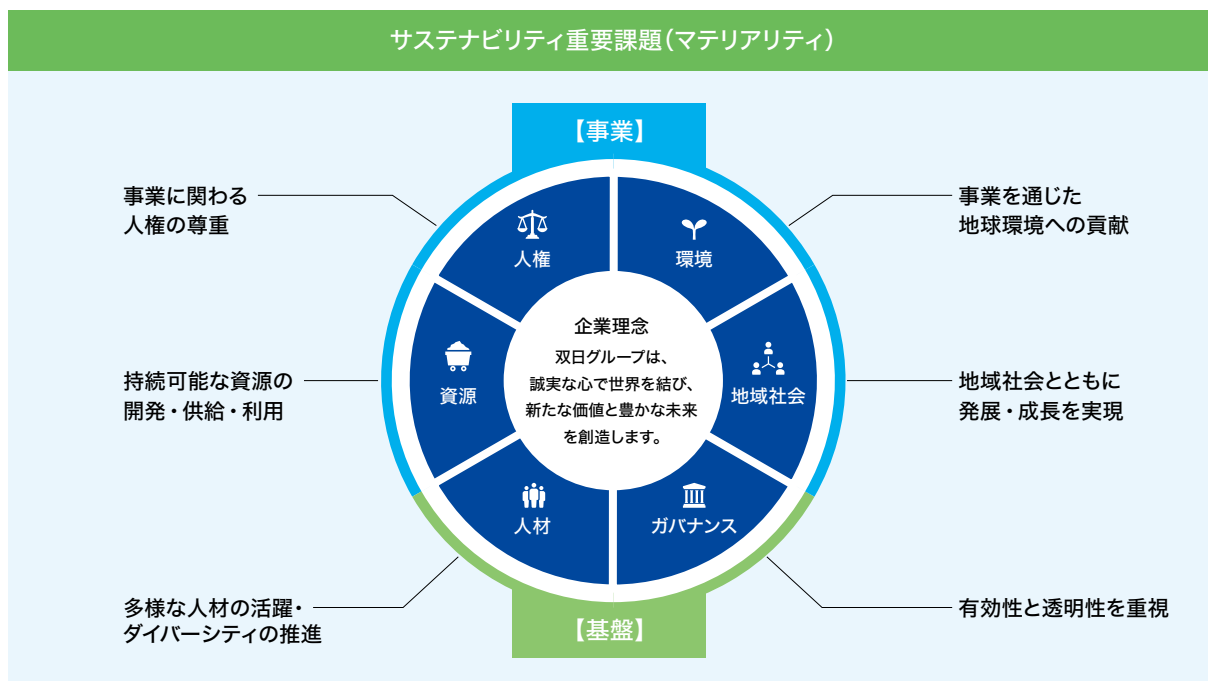 サステナビリティ重要課題（マテリアリティ）
【事業】
事業に関わる
人権の尊重
事業を通じた
地球環境への貢献
人権
環境
企業理念
双日グループは、
誠実な心で世界を結び、
新たな価値と豊かな未来
を創造します。
持続可能な資源の
開発・供給・利用
資源
地域社会
地域社会とともに
発展・成長を実現
人材
ガバナンス
多様な人材の活躍・
ダイバーシティの推進
有効性と透明性を重視
【基盤】